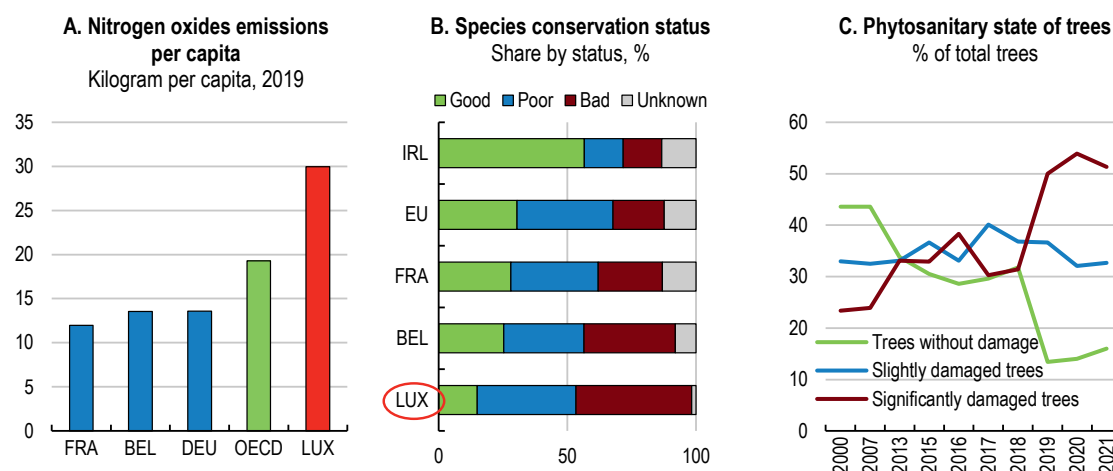 A. Nitrogen oxides emissions
per capita
Kilogram per capita, 2019
35
30
25
20
15
10
5
0
FRA BEL DEU OECD LUX
B. Species conservation status
Share by status, %
Good Poor Bad Unknown
IRL
EU
FRA
BEL
LUX
0 50 100
C. Phytosanitary state of trees
% of total trees
60
50
40
30
20
10
0
Trees without damage
Slightly damaged trees
Significantly damaged trees
2000 2007 2013 2015 2016 2017 2018 2019 2020 2021